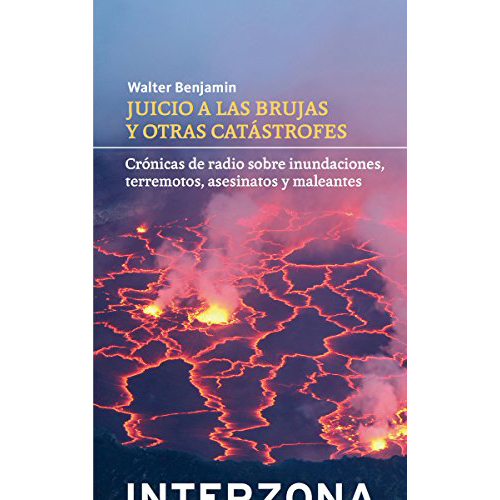 Walter Benjamin
JUICIO A LAS BRUJAS
Y OTRAS CATÁSTROFES
Crónicas de radio sobre inundaciones,
terremotos, asesinatos y maleantes
INTERZONA